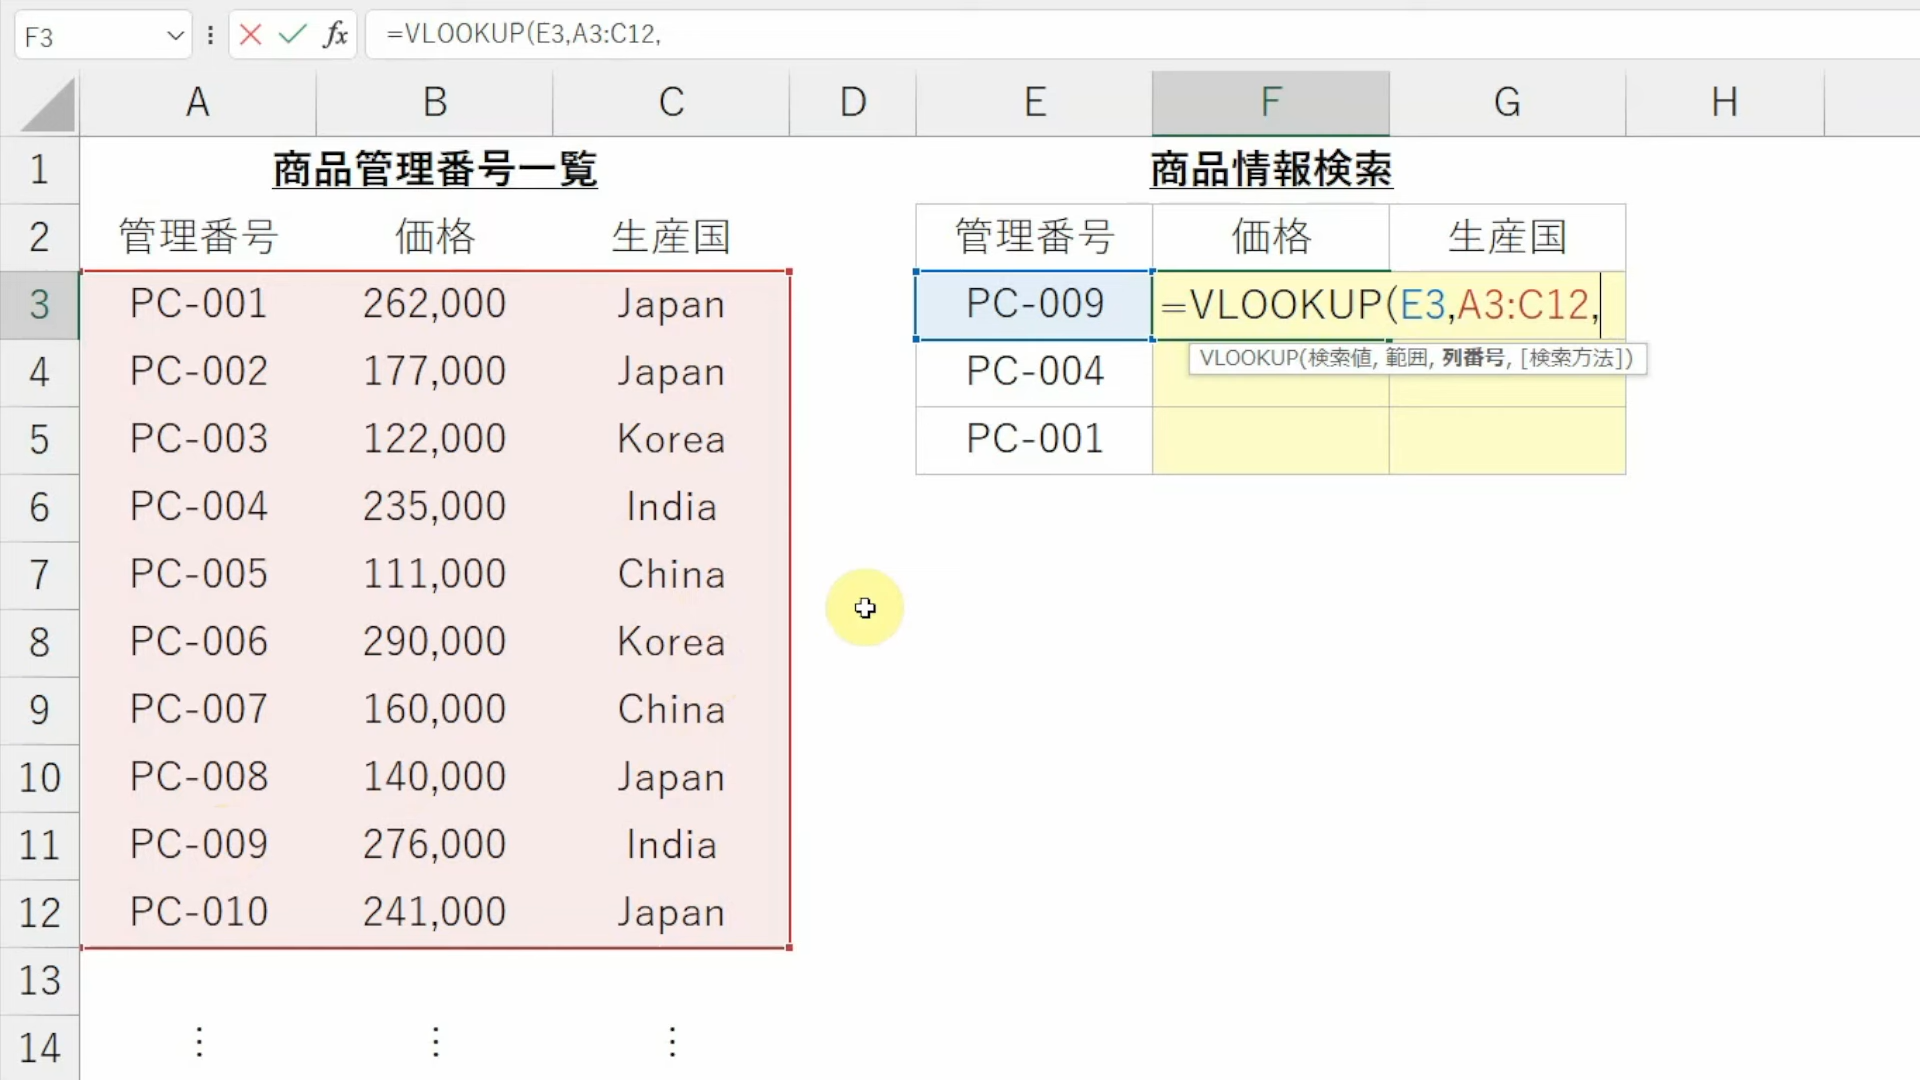 F3 fx =VLOOKUP(E3,A3:C12,
A B C D E F G H
1 商品管理番号一覧 商品情報検索
2 管理番号 価格 生産国 管理番号 価格 生産国
3 PC-001 262,000 Japan PC-009 =VLOOKUP(E3,A3:C12,
VLOOKUP(検索値, 範囲, 列番号, [検索方法])
4 PC-002 177,000 Japan PC-004
5 PC-003 122,000 Korea PC-001
6 PC-004 235,000 India
7 PC-005 111,000 China
8 PC-006 290,000 Korea
9 PC-007 160,000 China
10 PC-008 140,000 Japan
11 PC-009 276,000 India
12 PC-010 241,000 Japan
13
14 ⋮ ⋮ ⋮